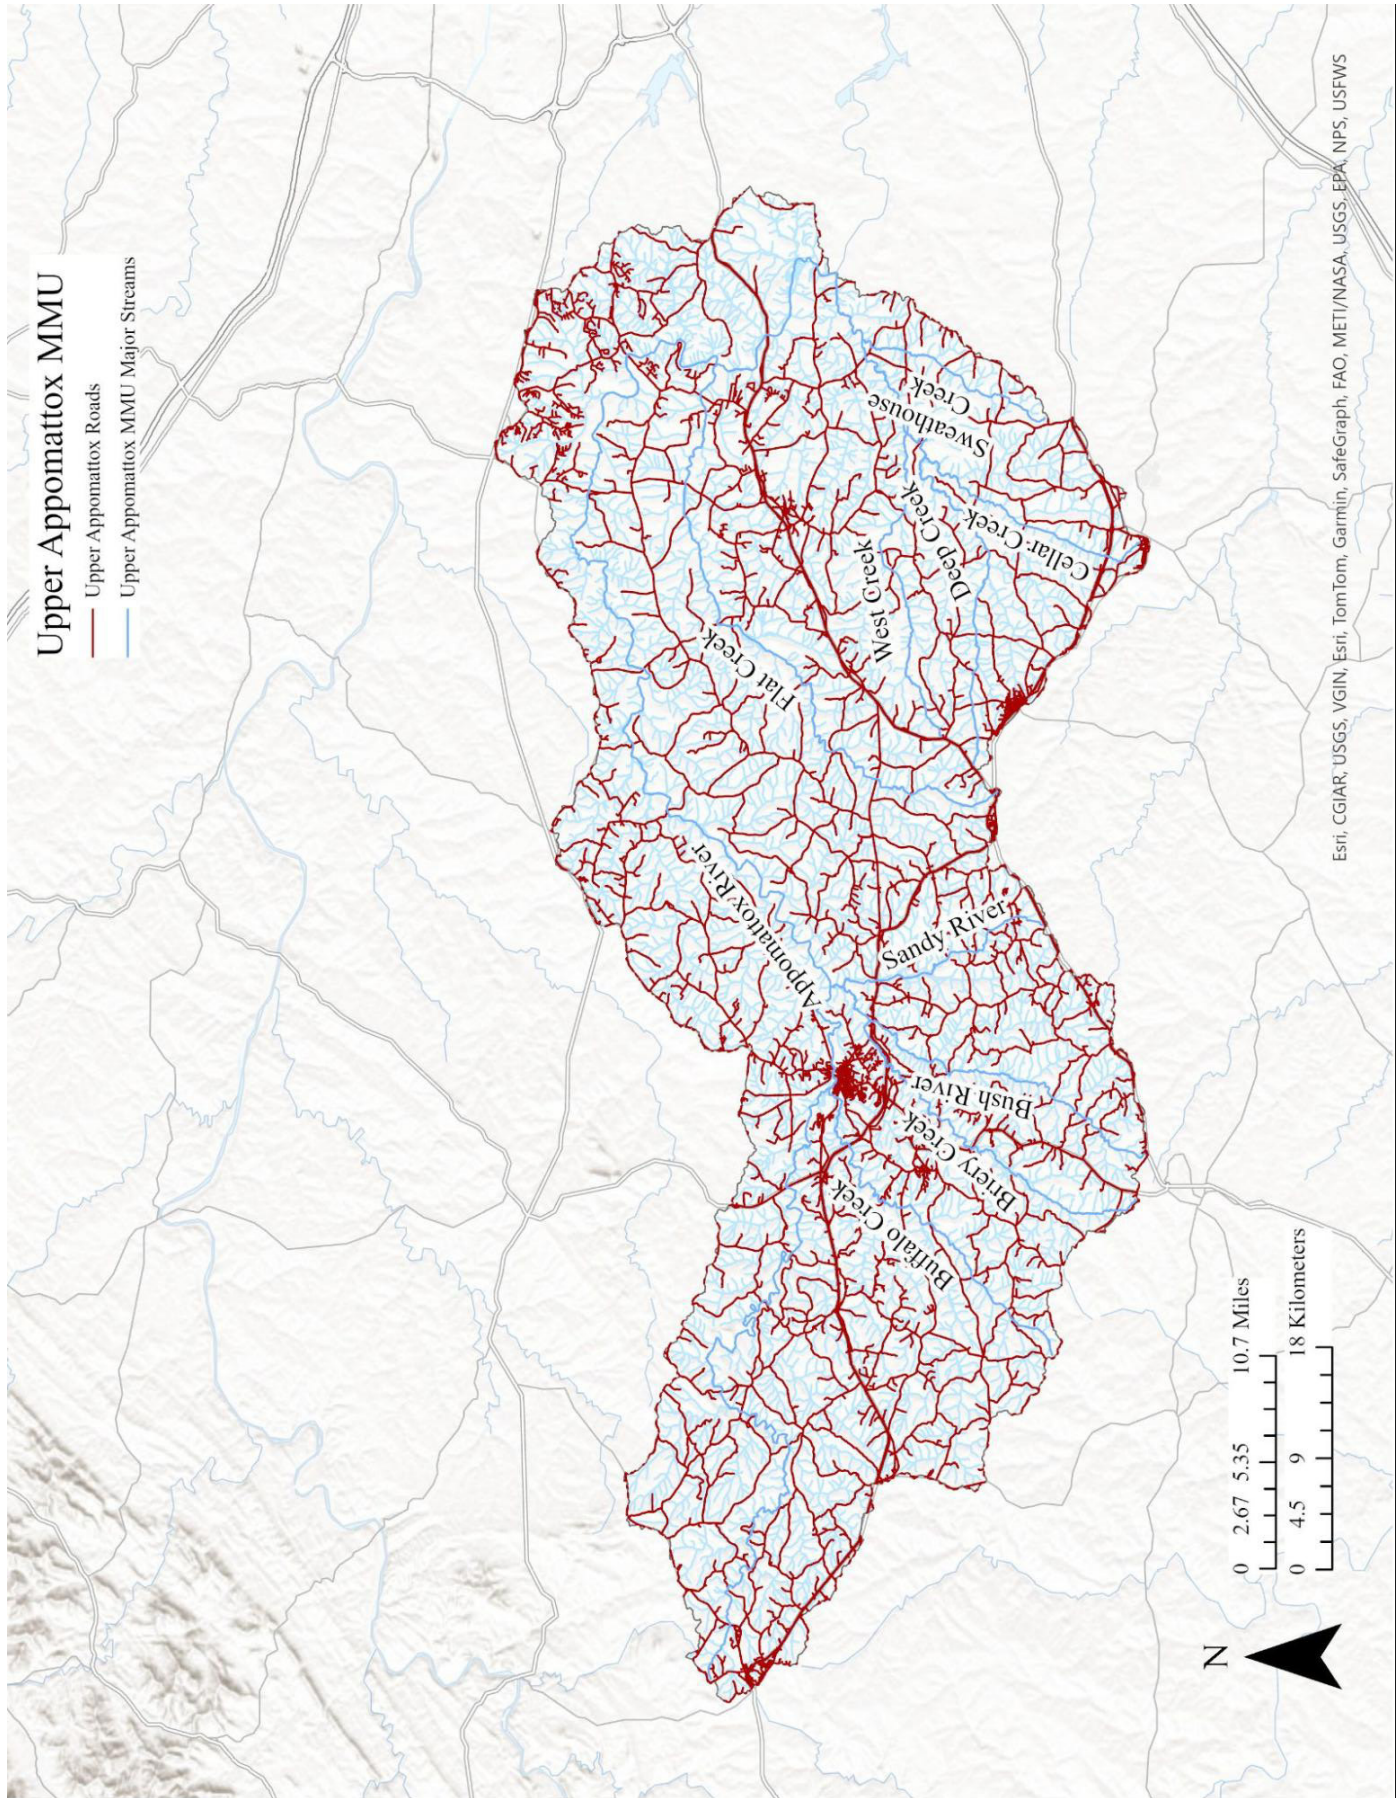 Upper Appomattox MMU
Upper Appomattox Roads
Upper Appomattox MMU Major Streams
Appomattox River
Flat Creek
West Creek
Deep Creek
Sweathouse
Creek
Cellar Creek
Sandy River
Bush River
Briery Creek
Buffalo Creek
N
0 2.67 5.35 10.7 Miles
0 4.5 9 18 Kilometers
Esri, CGIAR, USGS, VGIN, Esri, TomTom, Garmin, SafeGraph, FAO, METI/NASA, USGS, EPA, NPS, USFWS